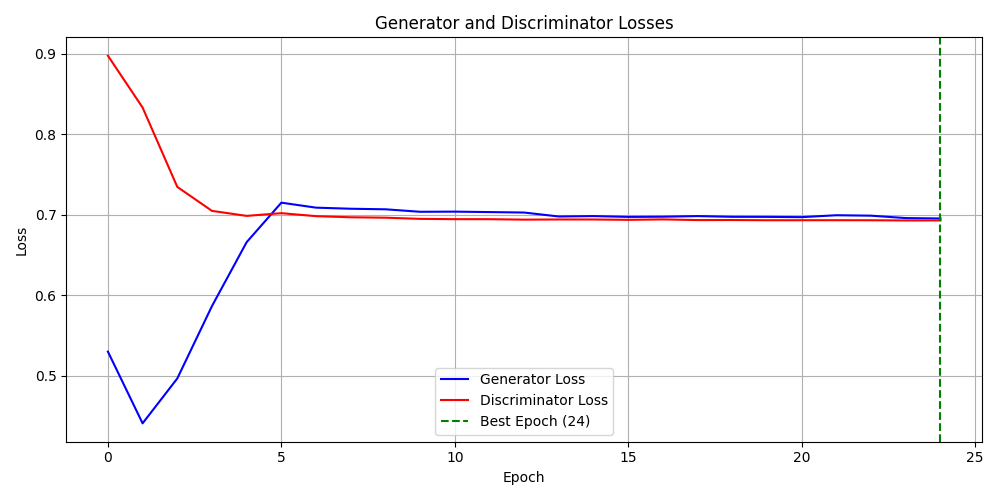 Generator and Discriminator Losses
Loss
0.9
0.8
0.7
0.6
0.5
Generator Loss
Discriminator Loss
Best Epoch (24)
0 5 10 15 20 25
Epoch